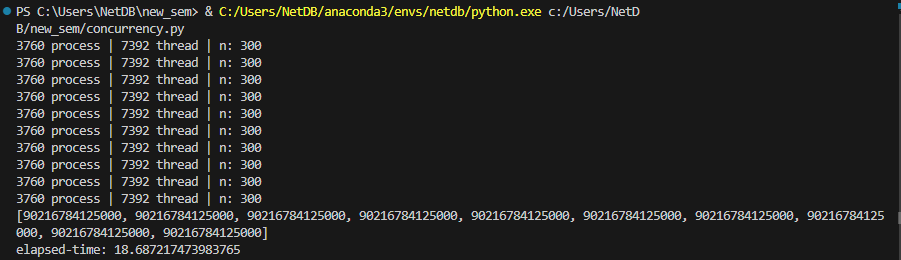 PS C:\Users\NetDB\new_sem> & C:/Users/NetDB/anaconda3/envs/netdb/python.exe c:/Users/NetD
B/new_sem/concurrency.py
3760 process | 7392 thread | n: 300
3760 process | 7392 thread | n: 300
3760 process | 7392 thread | n: 300
3760 process | 7392 thread | n: 300
3760 process | 7392 thread | n: 300
3760 process | 7392 thread | n: 300
3760 process | 7392 thread | n: 300
3760 process | 7392 thread | n: 300
3760 process | 7392 thread | n: 300
3760 process | 7392 thread | n: 300
[90216784125000, 90216784125000, 90216784125000, 90216784125000, 90216784125000, 90216784125000, 90216784125000, 90216784125
000, 90216784125000, 90216784125000]
elapsed-time: 18.687217473983765